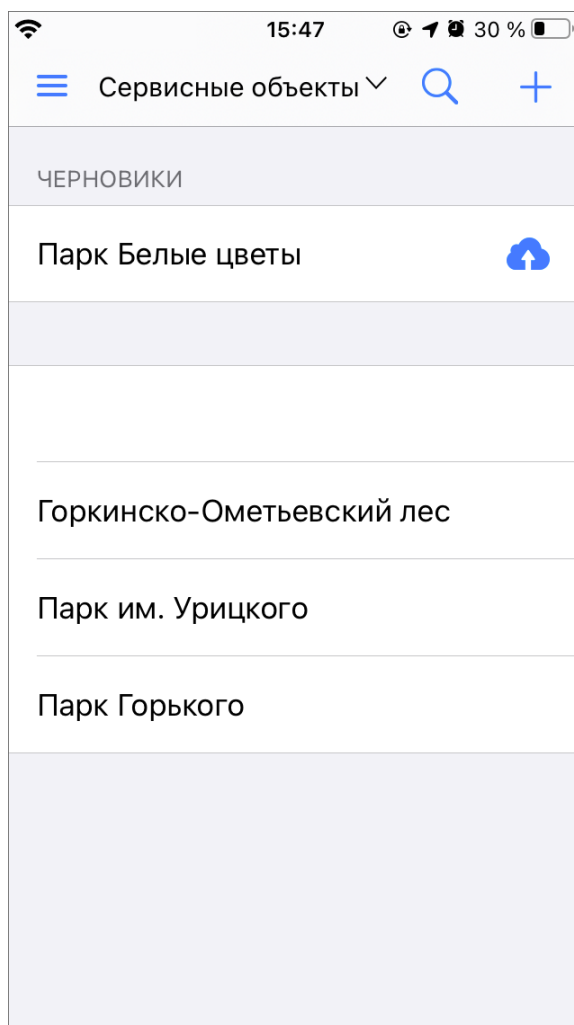 15:47 30 %
Сервисные объекты
ЧЕРНОВИКИ
Парк Белые цветы
Горкинско-Ометьевский лес
Парк им. Урицкого
Парк Горького